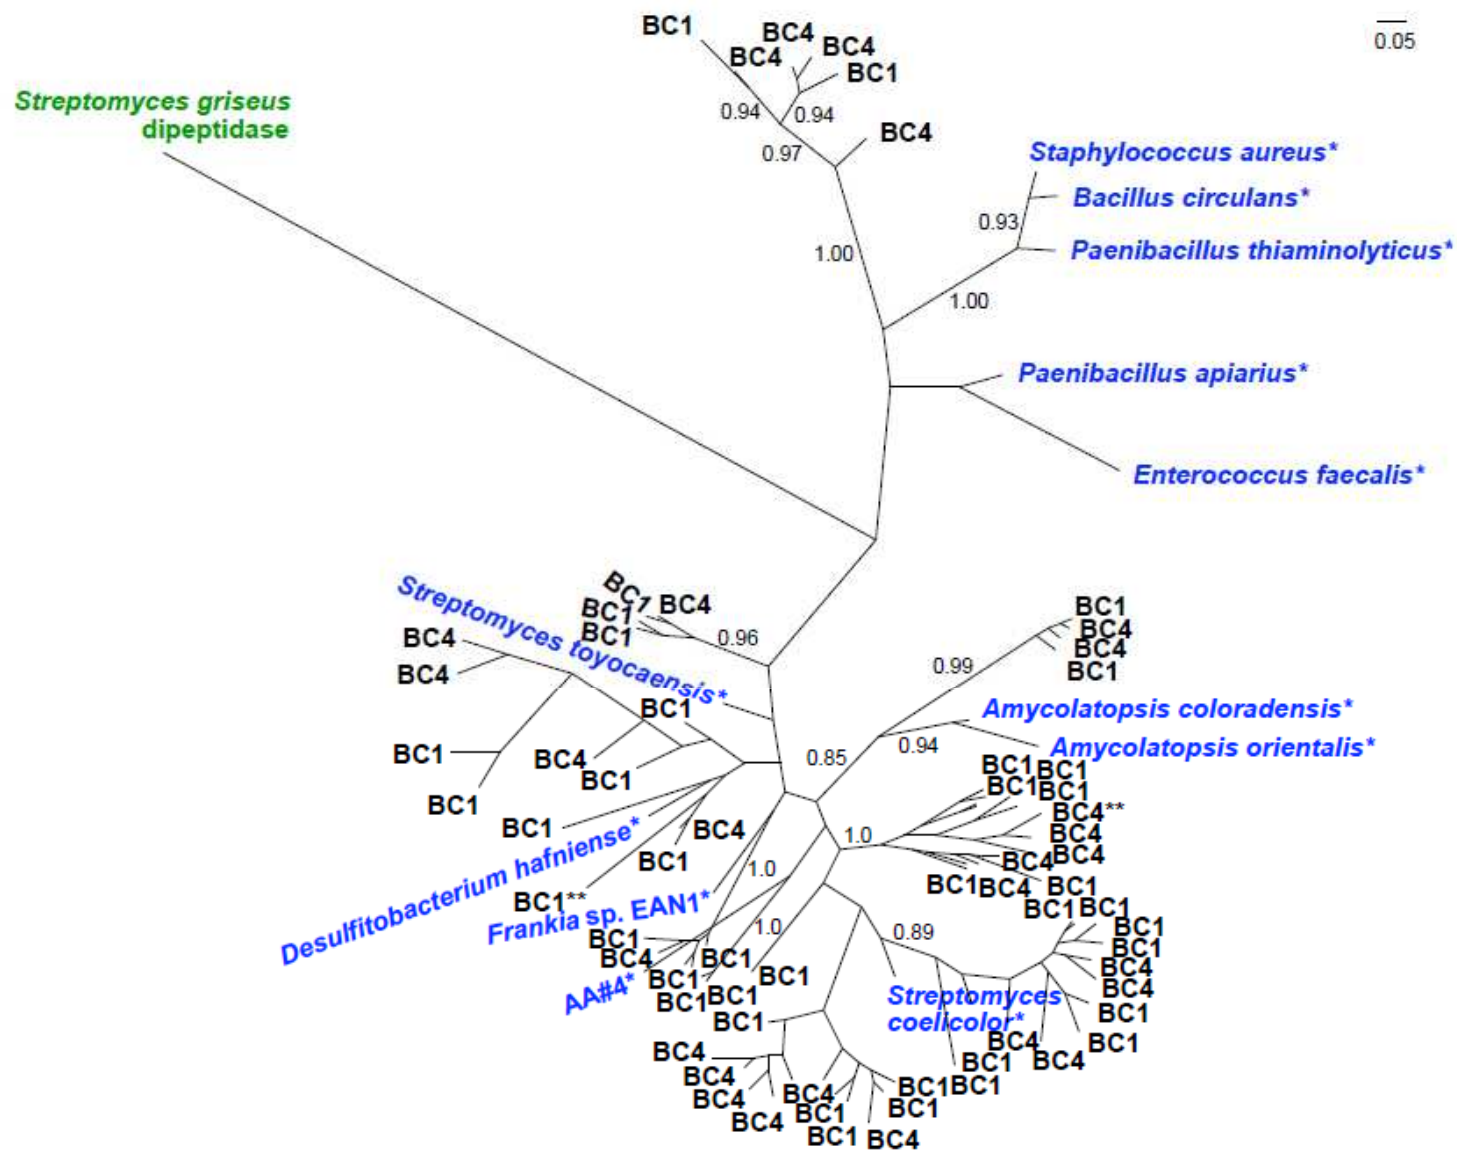 BC1
BC4
BC4
BC4
BC1
0.05
Streptomyces griseus
dipeptidase
0.94
0.94
BC4
0.97
Staphylococcus aureus*
Bacillus circulans*
0.93
Paenibacillus thiaminolyticus*
1.00
1.00
Paenibacillus apiarius*
Enterococcus faecalis*
Streptomyces toyocaensis*
BC1
BC4
BC1
BC1
0.96
BC4
BC4
BC1
BC4
BC4
BC1
0.99
BC1
Amycolatopsis coloradensis*
0.94
Amycolatopsis orientalis*
0.85
BC1
BC4
BC1
BC1
BC1
BC1
BC1
BC1
BC1
BC4**
BC4
BC4
BC4
1.0
BC1
BC4
BC1
Desulfitobacterium hafniense*
BC1
BC4
BC1
BC1**
1.0
Frankia sp. EAN1*
1.0
BC1
BC4
BC1
BC1
AA#4*
BC1
BC1
BC1
BC1
0.89
BC1
BC1
BC1
BC1
BC4
BC4
BC1
BC1
Streptomyces
coelicolor*
BC4
BC4
BC1
BC1
BC4
BC4
BC4
BC4
BC4
BC1
BC1
BC1
BC1
BC4